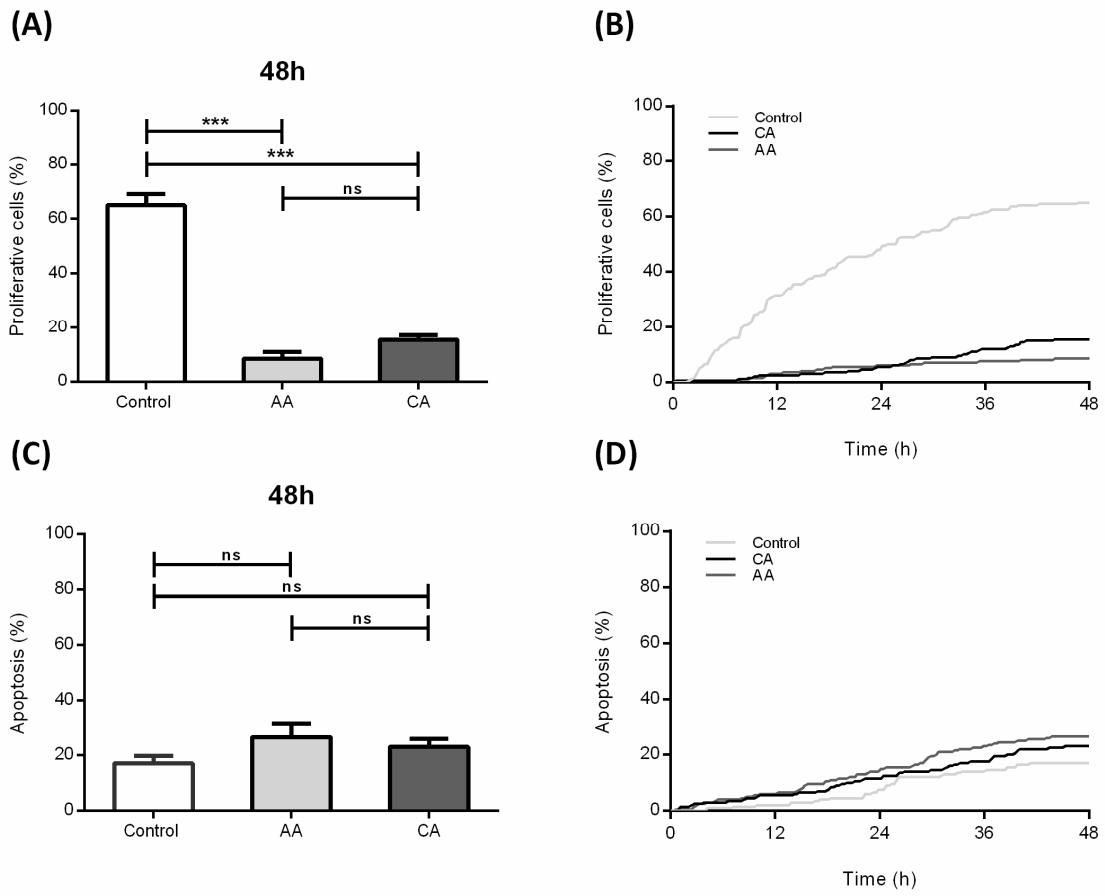 (A)
48h
Proliferative cells (%)
100
80
60
40
20
0
***
***
ns
Control AA CA
(B)
Proliferative cells (%)
100
80
60
40
20
0
Control
CA
AA
0 12 24 36 48
Time (h)
(C)
48h
Apoptosis (%)
100
80
60
40
20
0
ns
ns
ns
Control AA CA
(D)
Apoptosis (%)
100
80
60
40
20
0
Control
CA
AA
0 12 24 36 48
Time (h)